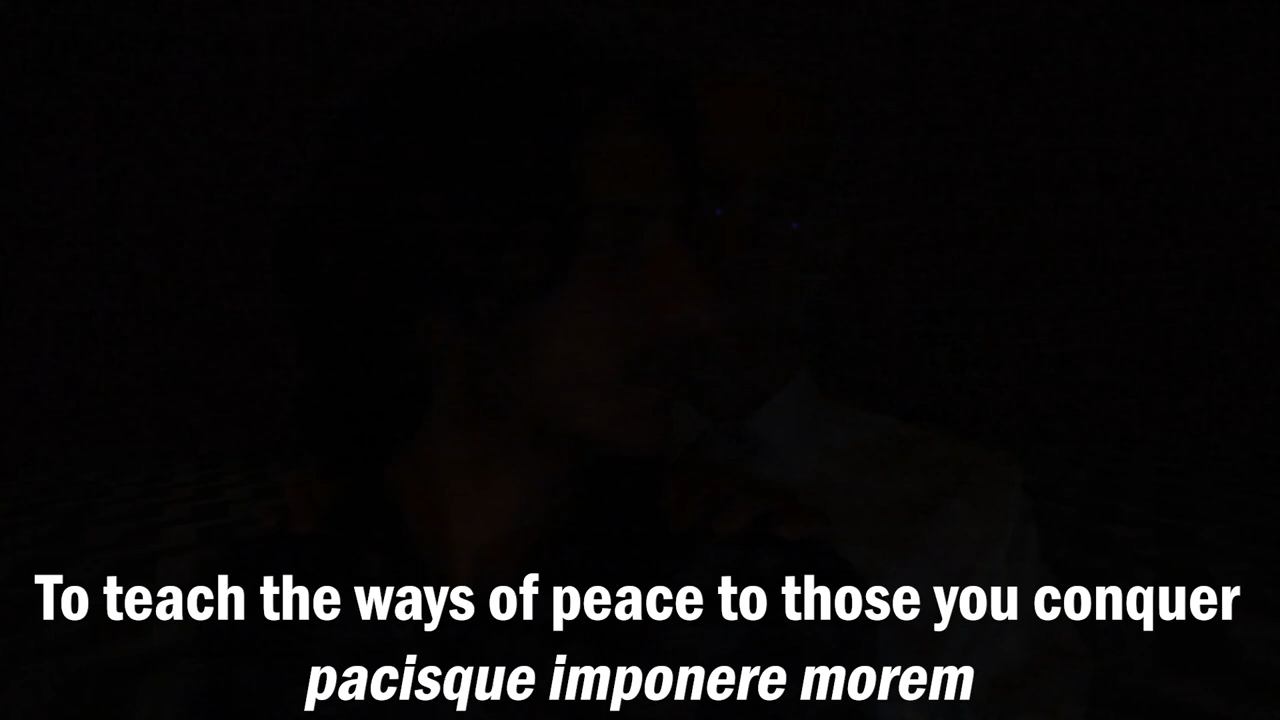 To teach the ways of peace to those you conquer
pacisque imponere morem